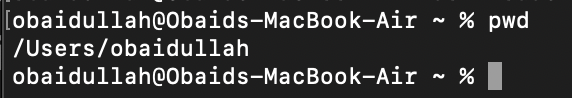 [obaidullah@Obaids-MacBook-Air ~ % pwd
/Users/obaidullah
obaidullah@Obaids-MacBook-Air ~ %